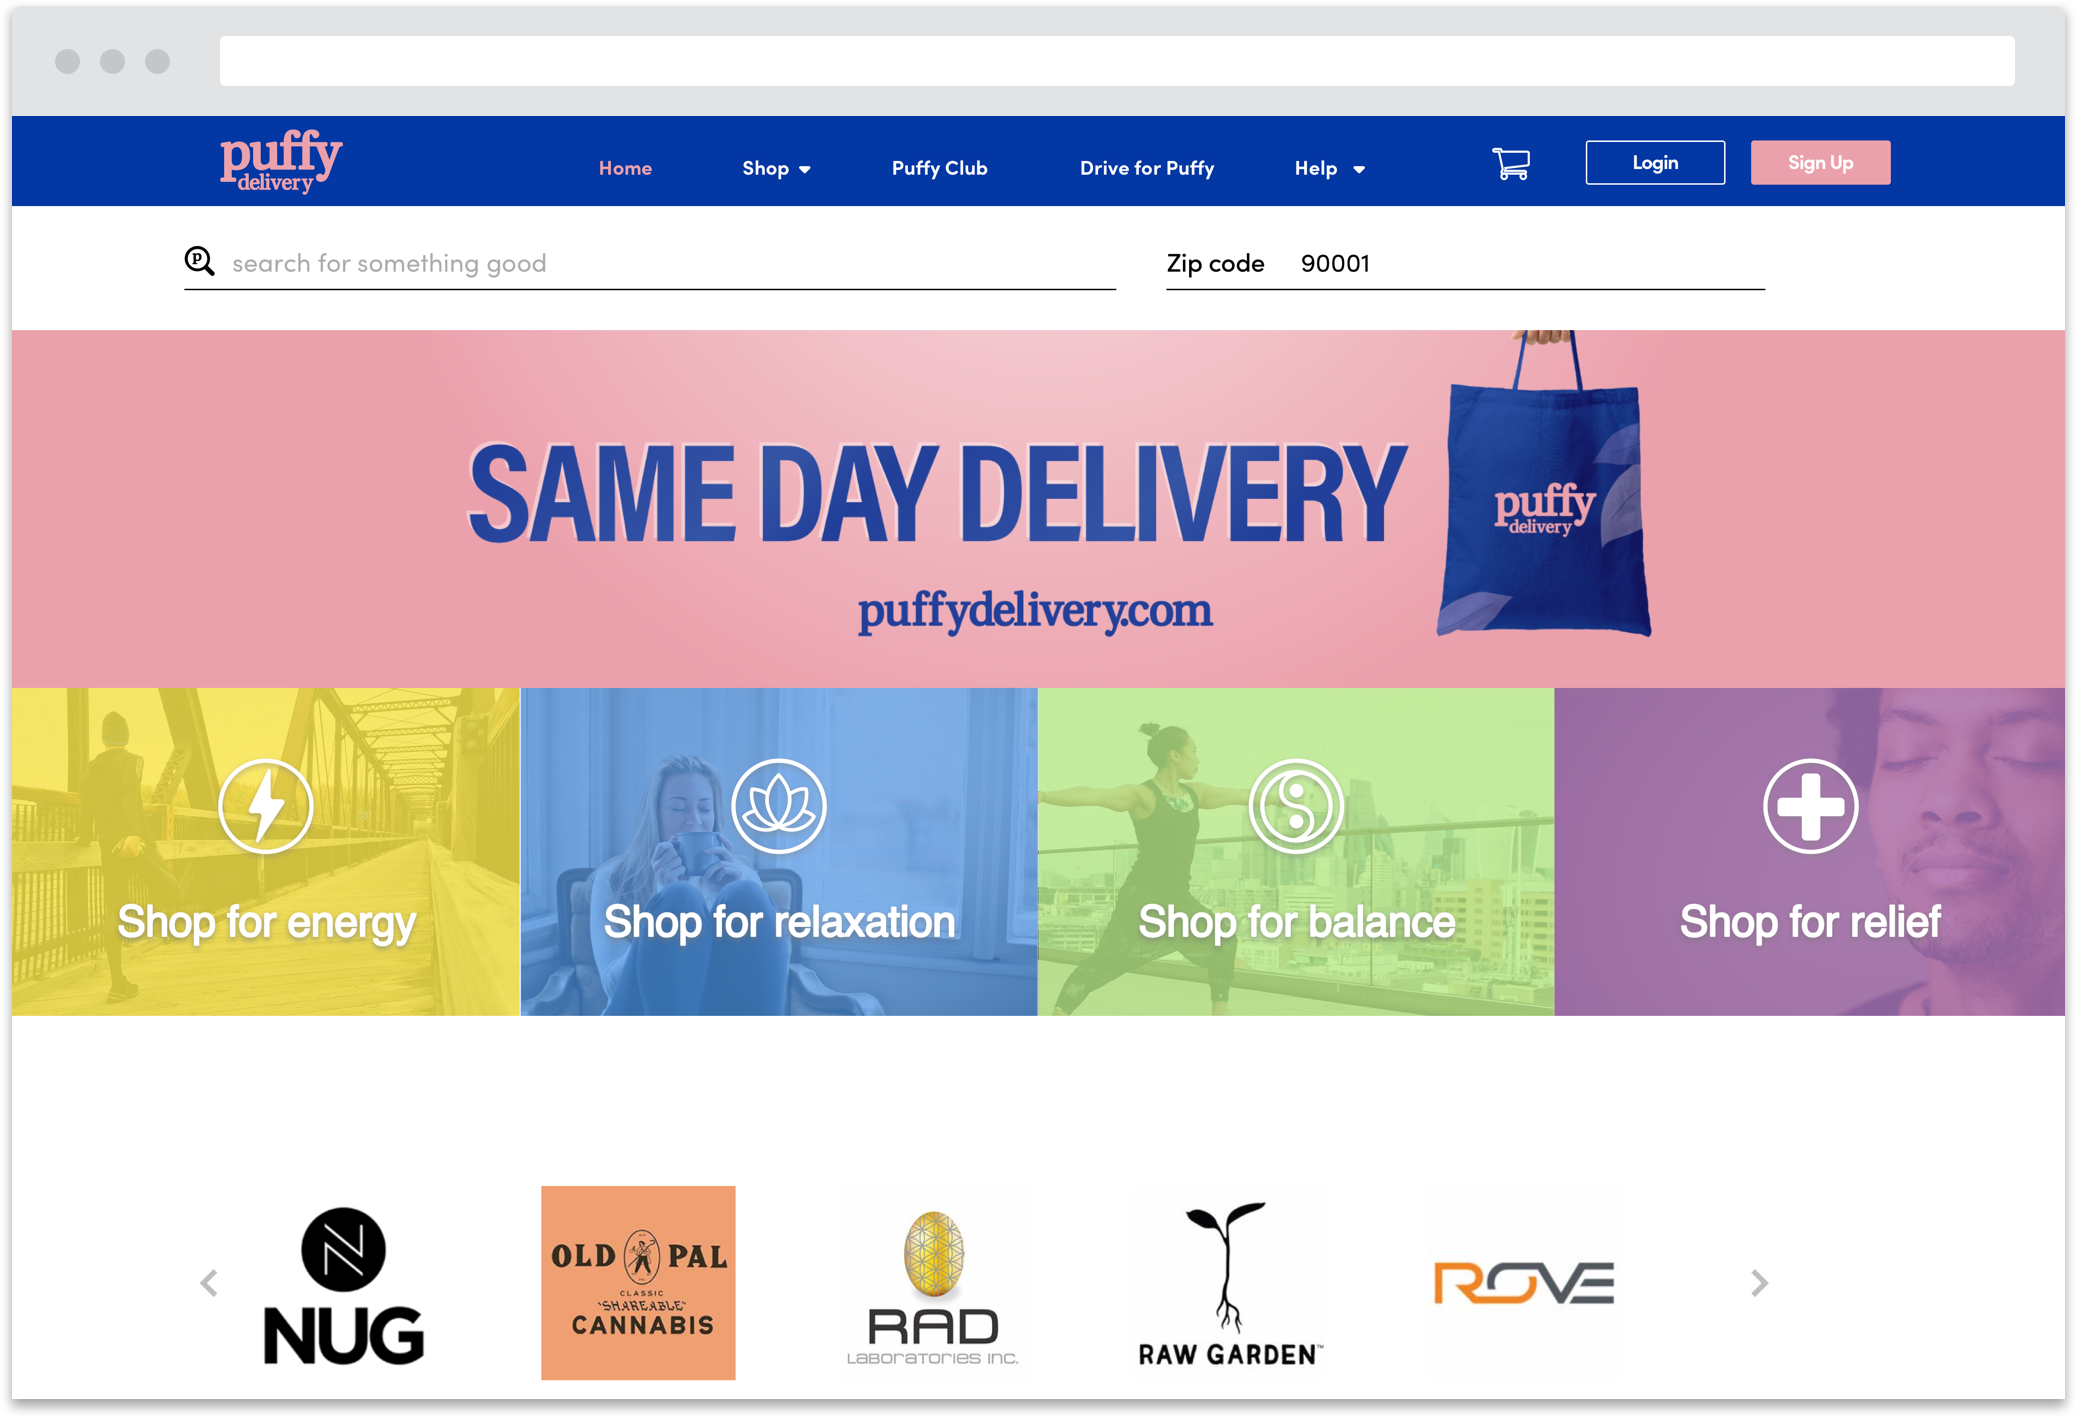 puffy
delivery
Home
Shop
Puffy Club
Drive for Puffy
Help
Login
Sign Up
search for something good
Zip code 90001
SAME DAY DELIVERY
puffydelivery.com
puffy
delivery
Shop for energy
Shop for relaxation
Shop for balance
Shop for relief
NUG
OLD PAL
CLASSIC
"SHAREABLE"
CANNABIS
RAD
LABORATORIES INC.
RAW GARDEN™
ROVE